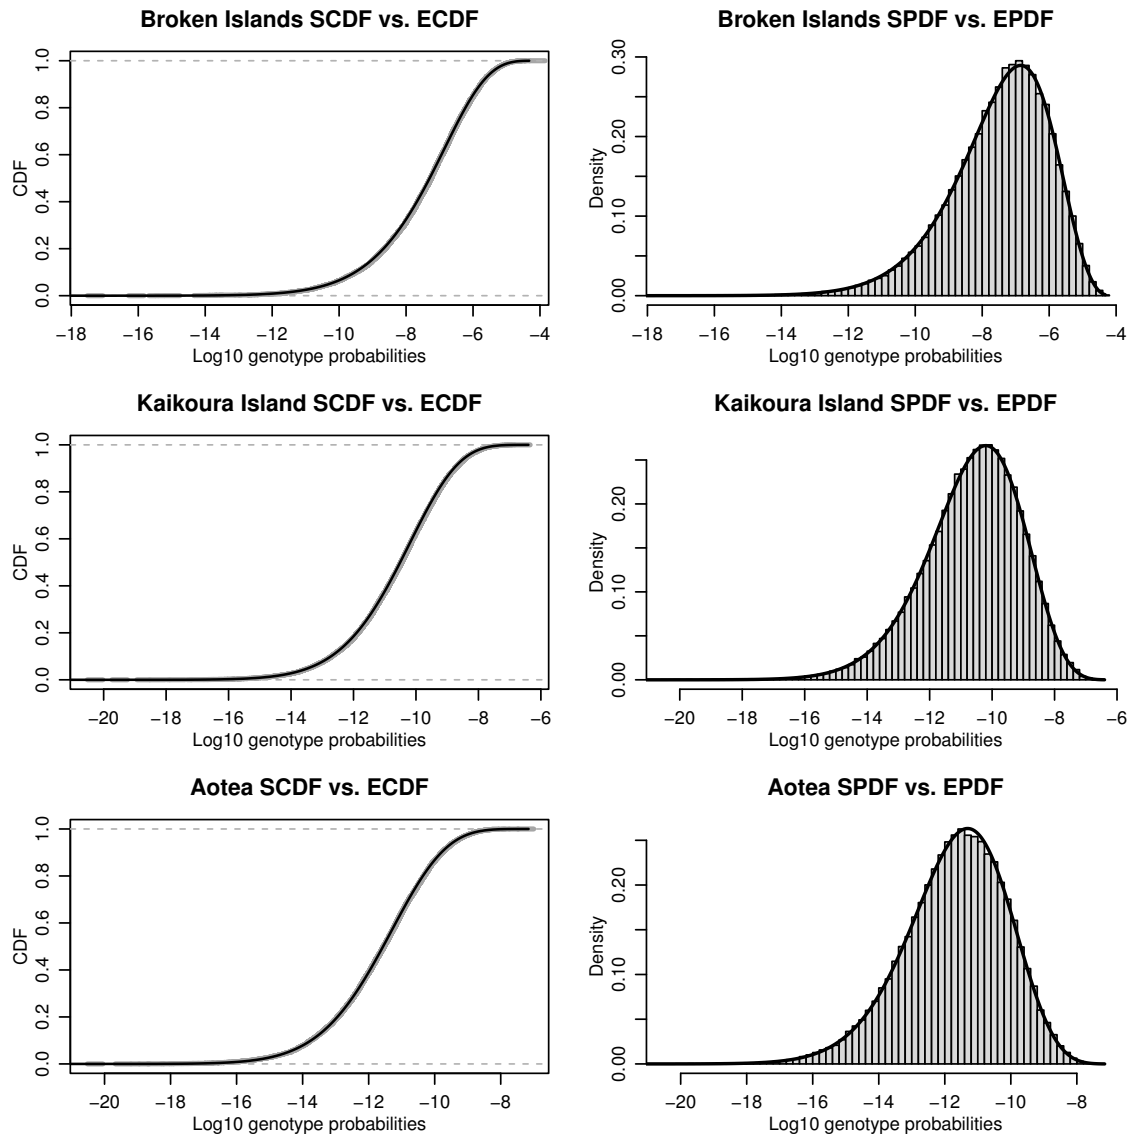 Broken Islands SCDF vs. ECDF
CDF
0.0 0.2 0.4 0.6 0.8 1.0
−18 −16 −14 −12 −10 −8 −6 −4
Log10 genotype probabilities
Broken Islands SPDF vs. EPDF
Density
0.00 0.10 0.20 0.30
−18 −16 −14 −12 −10 −8 −6 −4
Log10 genotype probabilities
Kaikoura Island SCDF vs. ECDF
CDF
0.0 0.2 0.4 0.6 0.8 1.0
−20 −18 −16 −14 −12 −10 −8 −6
Log10 genotype probabilities
Kaikoura Island SPDF vs. EPDF
Density
0.00 0.10 0.20
−20 −18 −16 −14 −12 −10 −8 −6
Log10 genotype probabilities
Aotea SCDF vs. ECDF
CDF
0.0 0.2 0.4 0.6 0.8 1.0
−20 −18 −16 −14 −12 −10 −8
Log10 genotype probabilities
Aotea SPDF vs. EPDF
Density
0.00 0.10 0.20
−20 −18 −16 −14 −12 −10 −8
Log10 genotype probabilities